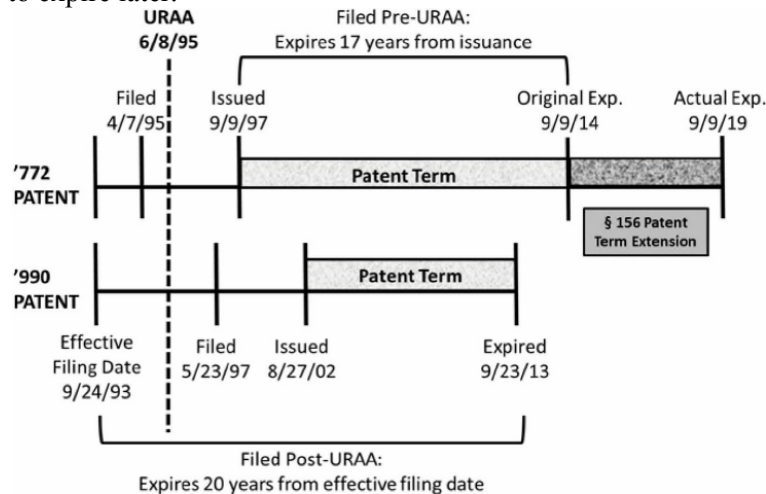 to expire later.
URAA
6/8/95
Filed Pre-URAA:
Expires 17 years from issuance
Filed
4/7/95
Issued
9/9/97
Original Exp.
9/9/14
Actual Exp.
9/9/19
'772
PATENT
Patent Term
§ 156 Patent
Term Extension
'990
PATENT
Patent Term
Effective
Filing Date
9/24/93
Filed
5/23/97
Issued
8/27/02
Expired
9/23/13
Filed Post-URAA:
Expires 20 years from effective filing date